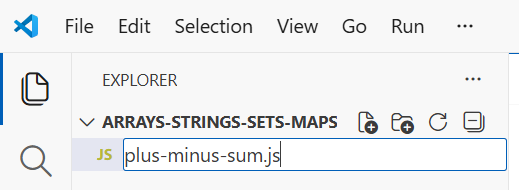 File Edit Selection View Go Run ...
EXPLORER ...
ARRAYS-STRINGS-SETS-MAPS
JS plus-minus-sum.js